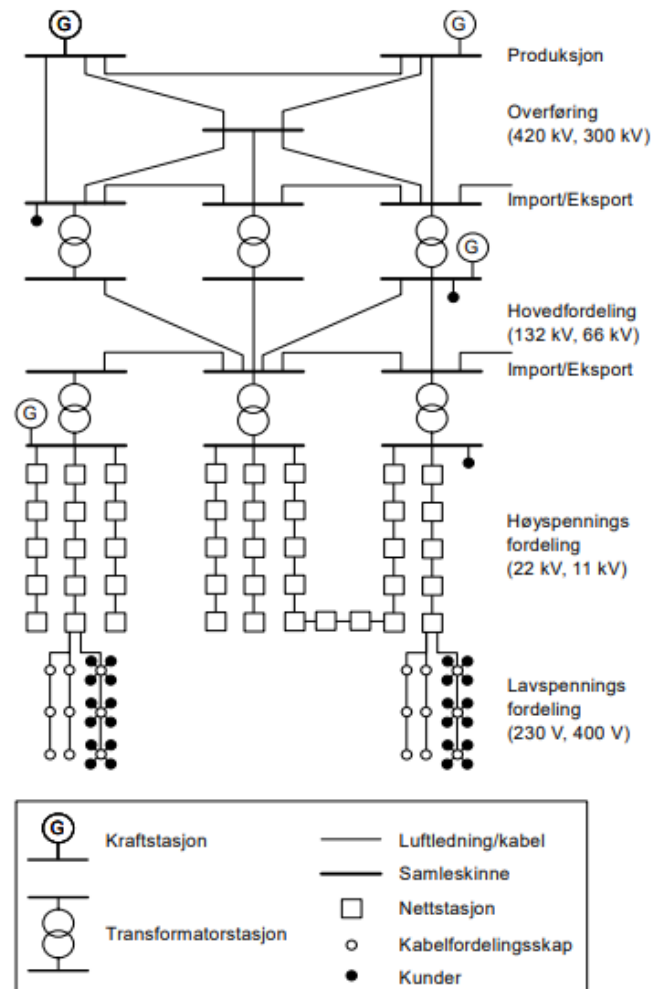 G
G
Produksjon
Overføring
(420 kV, 300 kV)
Import/Eksport
G
Hovedfordeling
(132 kV, 66 kV)
Import/Eksport
G
Høyspennings
fordeling
(22 kV, 11 kV)
Lavspennings
fordeling
(230 V, 400 V)
G
Kraftstasjon
Transformatorstasjon
Luftledning/kabel
Samleskinne
Nettstasjon
Kabelfordelingsskap
Kunder